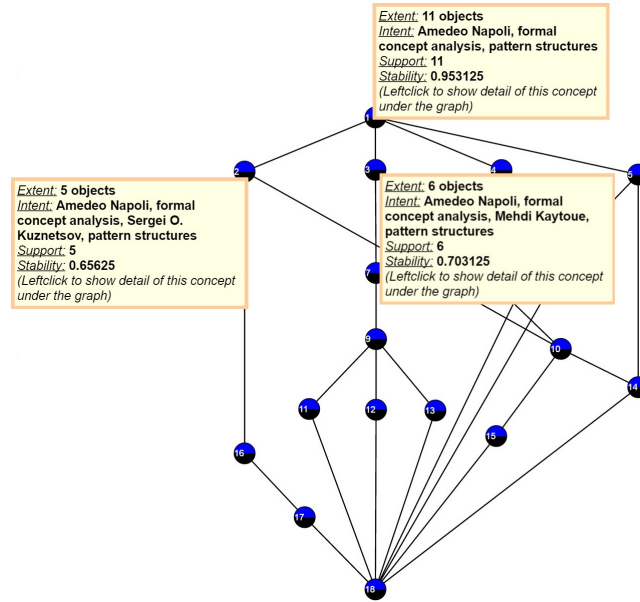 Extent: 11 objects
Intent: Amedeo Napoli, formal
concept analysis, pattern structures
Support: 11
Stability: 0.953125
(Leftclick to show detail of this concept
under the graph)
1
2
3
4
5
Extent: 5 objects
Intent: Amedeo Napoli, formal
concept analysis, Sergei O.
Kuznetsov, pattern structures
Support: 5
Stability: 0.65625
(Leftclick to show detail of this concept
under the graph)
Extent: 6 objects
Intent: Amedeo Napoli, formal
concept analysis, Mehdi Kaytoue,
pattern structures
Support: 6
Stability: 0.703125
(Leftclick to show detail of this concept
under the graph)
7
9
10
14
11
12
13
15
16
17
18